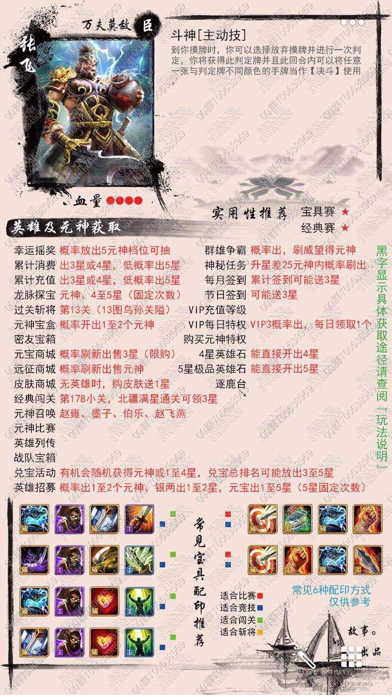 张飞
万夫莫敌
臣
斗神[主动技]
到你摸牌时，你可以选择放弃摸牌并进行一次判
定，你将获得此判定牌并且此回合内可以将任意
一张与判定牌不同颜色的手牌当作【决斗】使用
血量
实用性推荐
宝具赛 ★
经典赛 ★
英雄及元神获取
幸运摇奖 概率放出5元神档位可抽
累计消费 出3星或4星，低概率出5星
累计充值 出3星或4星，低概率出5星
龙脉探宝 元神，4至5星（固定次数）
过关斩将 第13关（13图鸟孙关隘）
元神宝盒 概率开出1至2个元神
密友宝箱
元宝商城 概率刷新出售3星（限购）
远征商城 概率刷新出售元神
皮肤商城 无英雄时，购皮肤送1星
经典闯关 第178小关，北疆满星通关可领3星
元神召唤 赵雍、墨子、伯乐、赵飞燕
元神比赛
英雄列传
战队宝箱
兑宝活动 有机会随机获得元神或1至4星，兑宝总排名可能放出3至5星
英雄招募 概率出1至2个元神，银两出1至2星，元宝出1至5星（5星固定次数）
群雄争霸 概率出，刷威望得元神
神秘任务 升星差25元神内概率刷出
每月签到 累计签到可能送3星
节日签到 可能送3星
VIP充值等级
VIP每日特权 VIP3概率出，每日领取1个
购买元神特权
4星英雄石 能直接开出4星
5星极品英雄石 能直接开出5星
逐鹿台
黑字显示具体获取途径请查阅『玩法说明』
常见宝具配印推荐
适合比赛
适合竞技
适合闯关
适合斩将
常见6种配印方式
仅供参考
故事。
出品